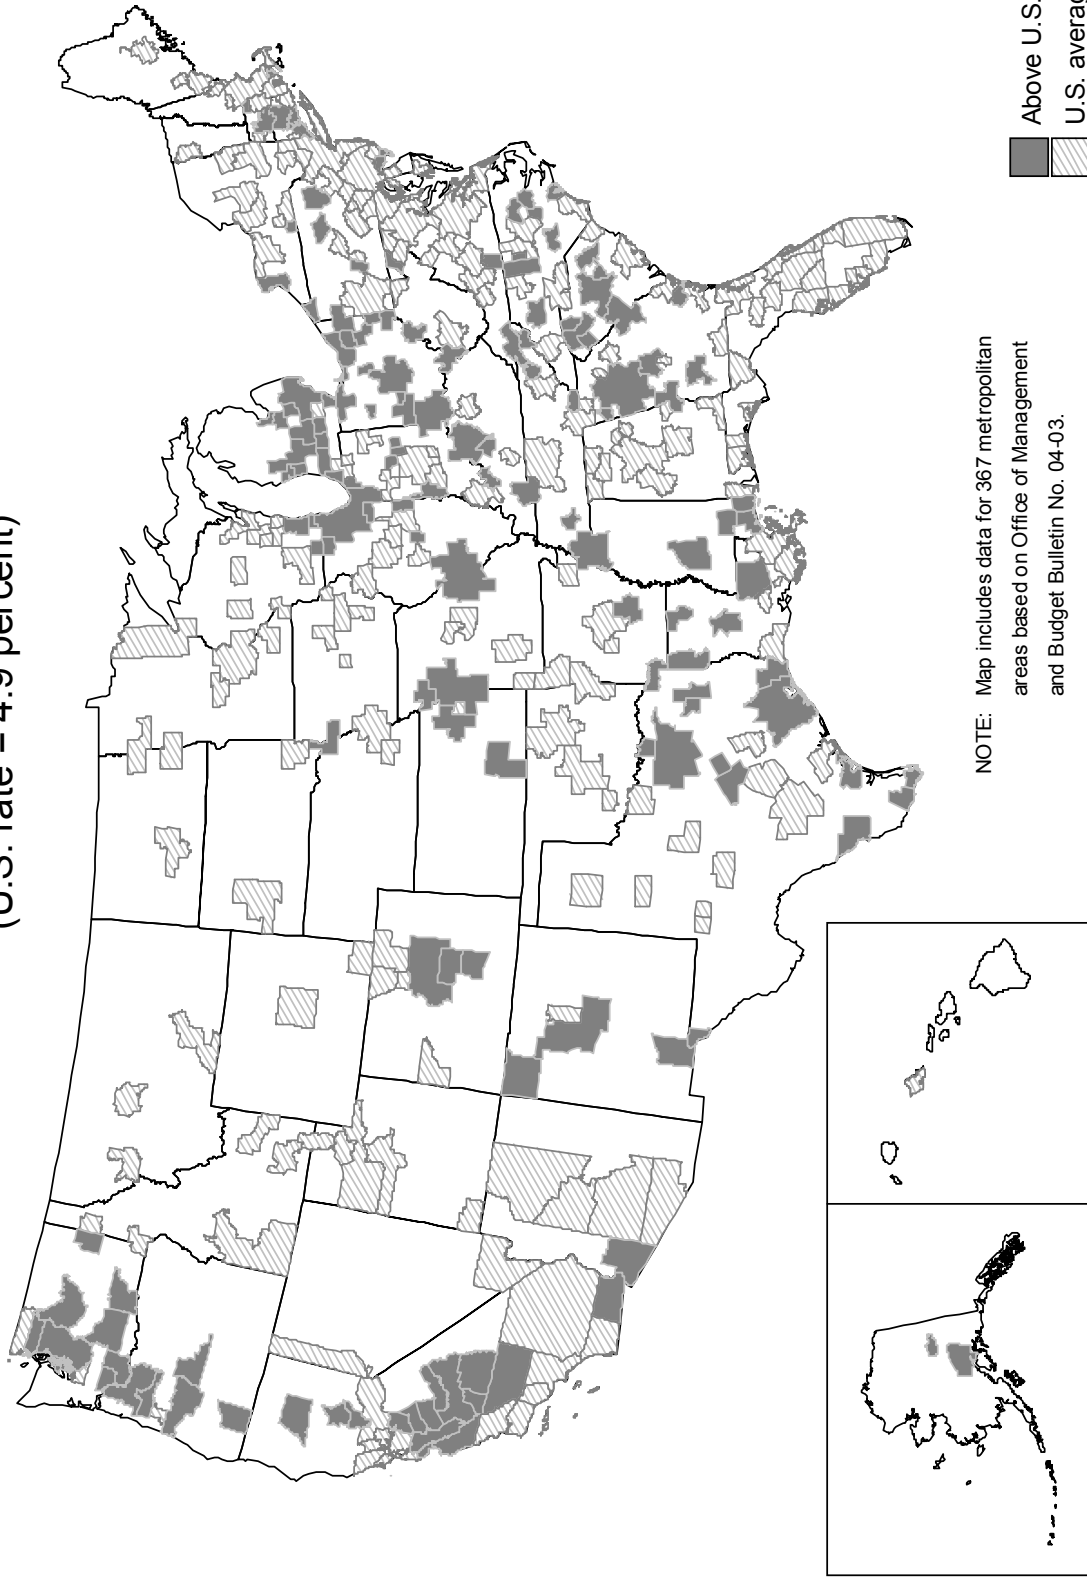 (U.S. rate = 4.9 percent)
Above U.S.
U.S. averag
NOTE: Map includes data for 367 metropolitan
areas based on Office of Management
and Budget Bulletin No. 04-03.